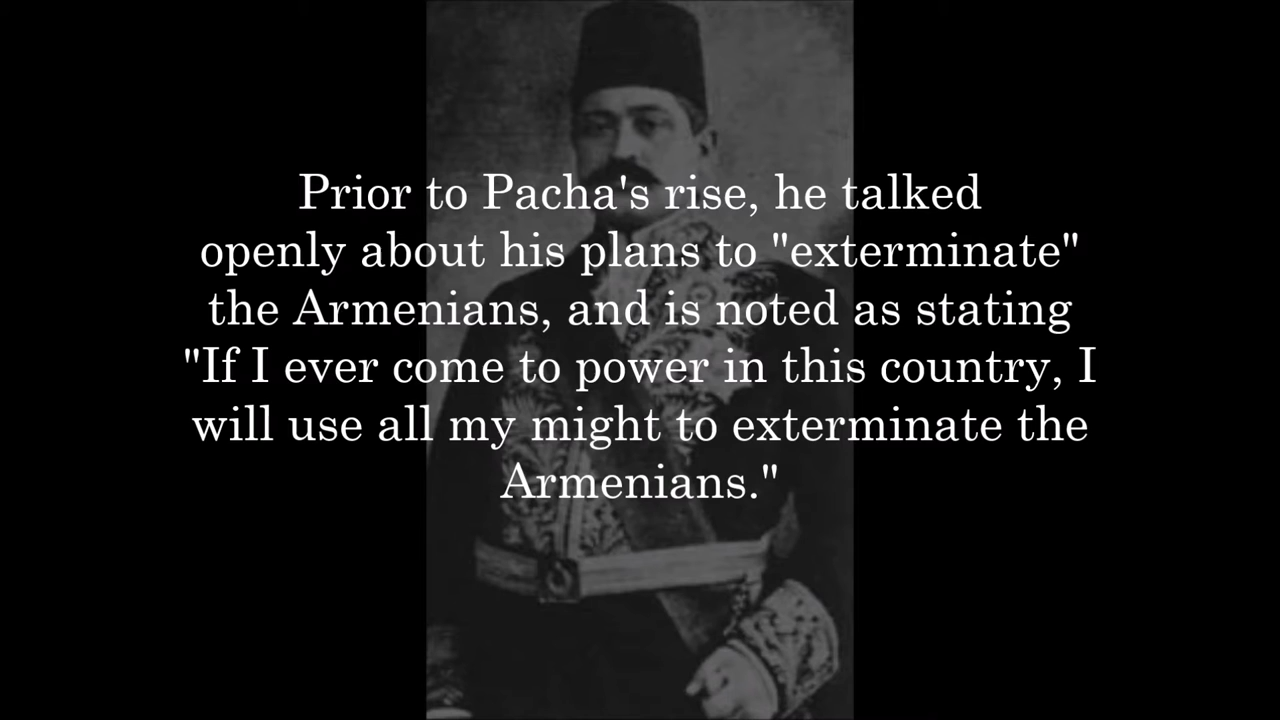 Prior to Pacha's rise, he talked
openly about his plans to "exterminate"
the Armenians, and is noted as stating
"If I ever come to power in this country, I
will use all my might to exterminate the
Armenians."